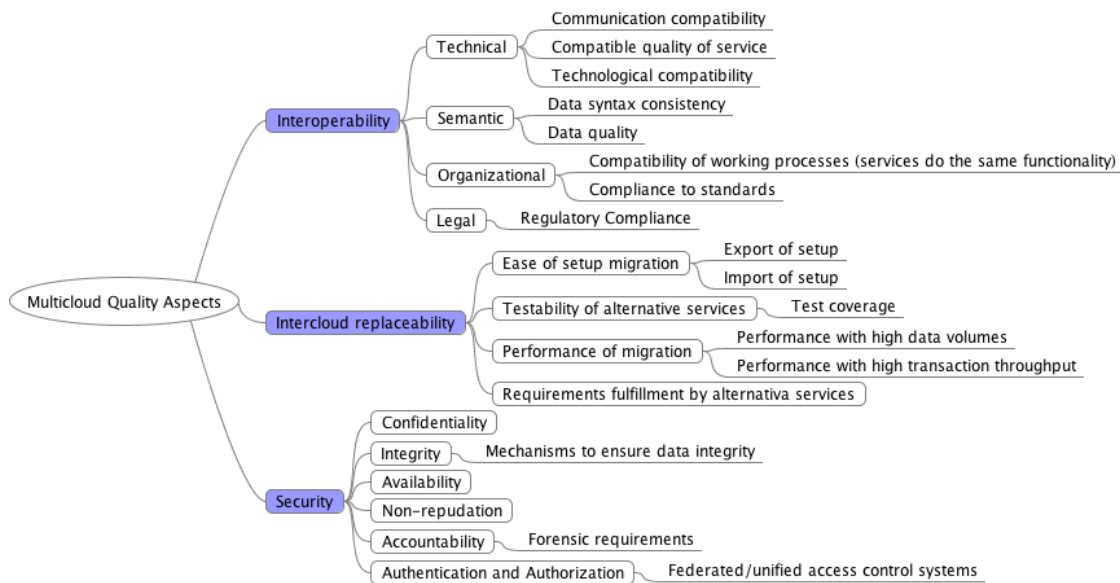 Multicloud Quality Aspects
Interoperability
Technical
Communication compatibility
Compatible quality of service
Technological compatibility
Semantic
Data syntax consistency
Data quality
Organizational
Compatibility of working processes (services do the same functionality)
Compliance to standards
Legal
Regulatory Compliance
Intercloud replaceability
Ease of setup migration
Export of setup
Import of setup
Testability of alternative services
Test coverage
Performance of migration
Performance with high data volumes
Performance with high transaction throughput
Requirements fulfillment by alternativa services
Security
Confidentiality
Integrity
Mechanisms to ensure data integrity
Availability
Non-repudation
Accountability
Forensic requirements
Authentication and Authorization
Federated/unified access control systems